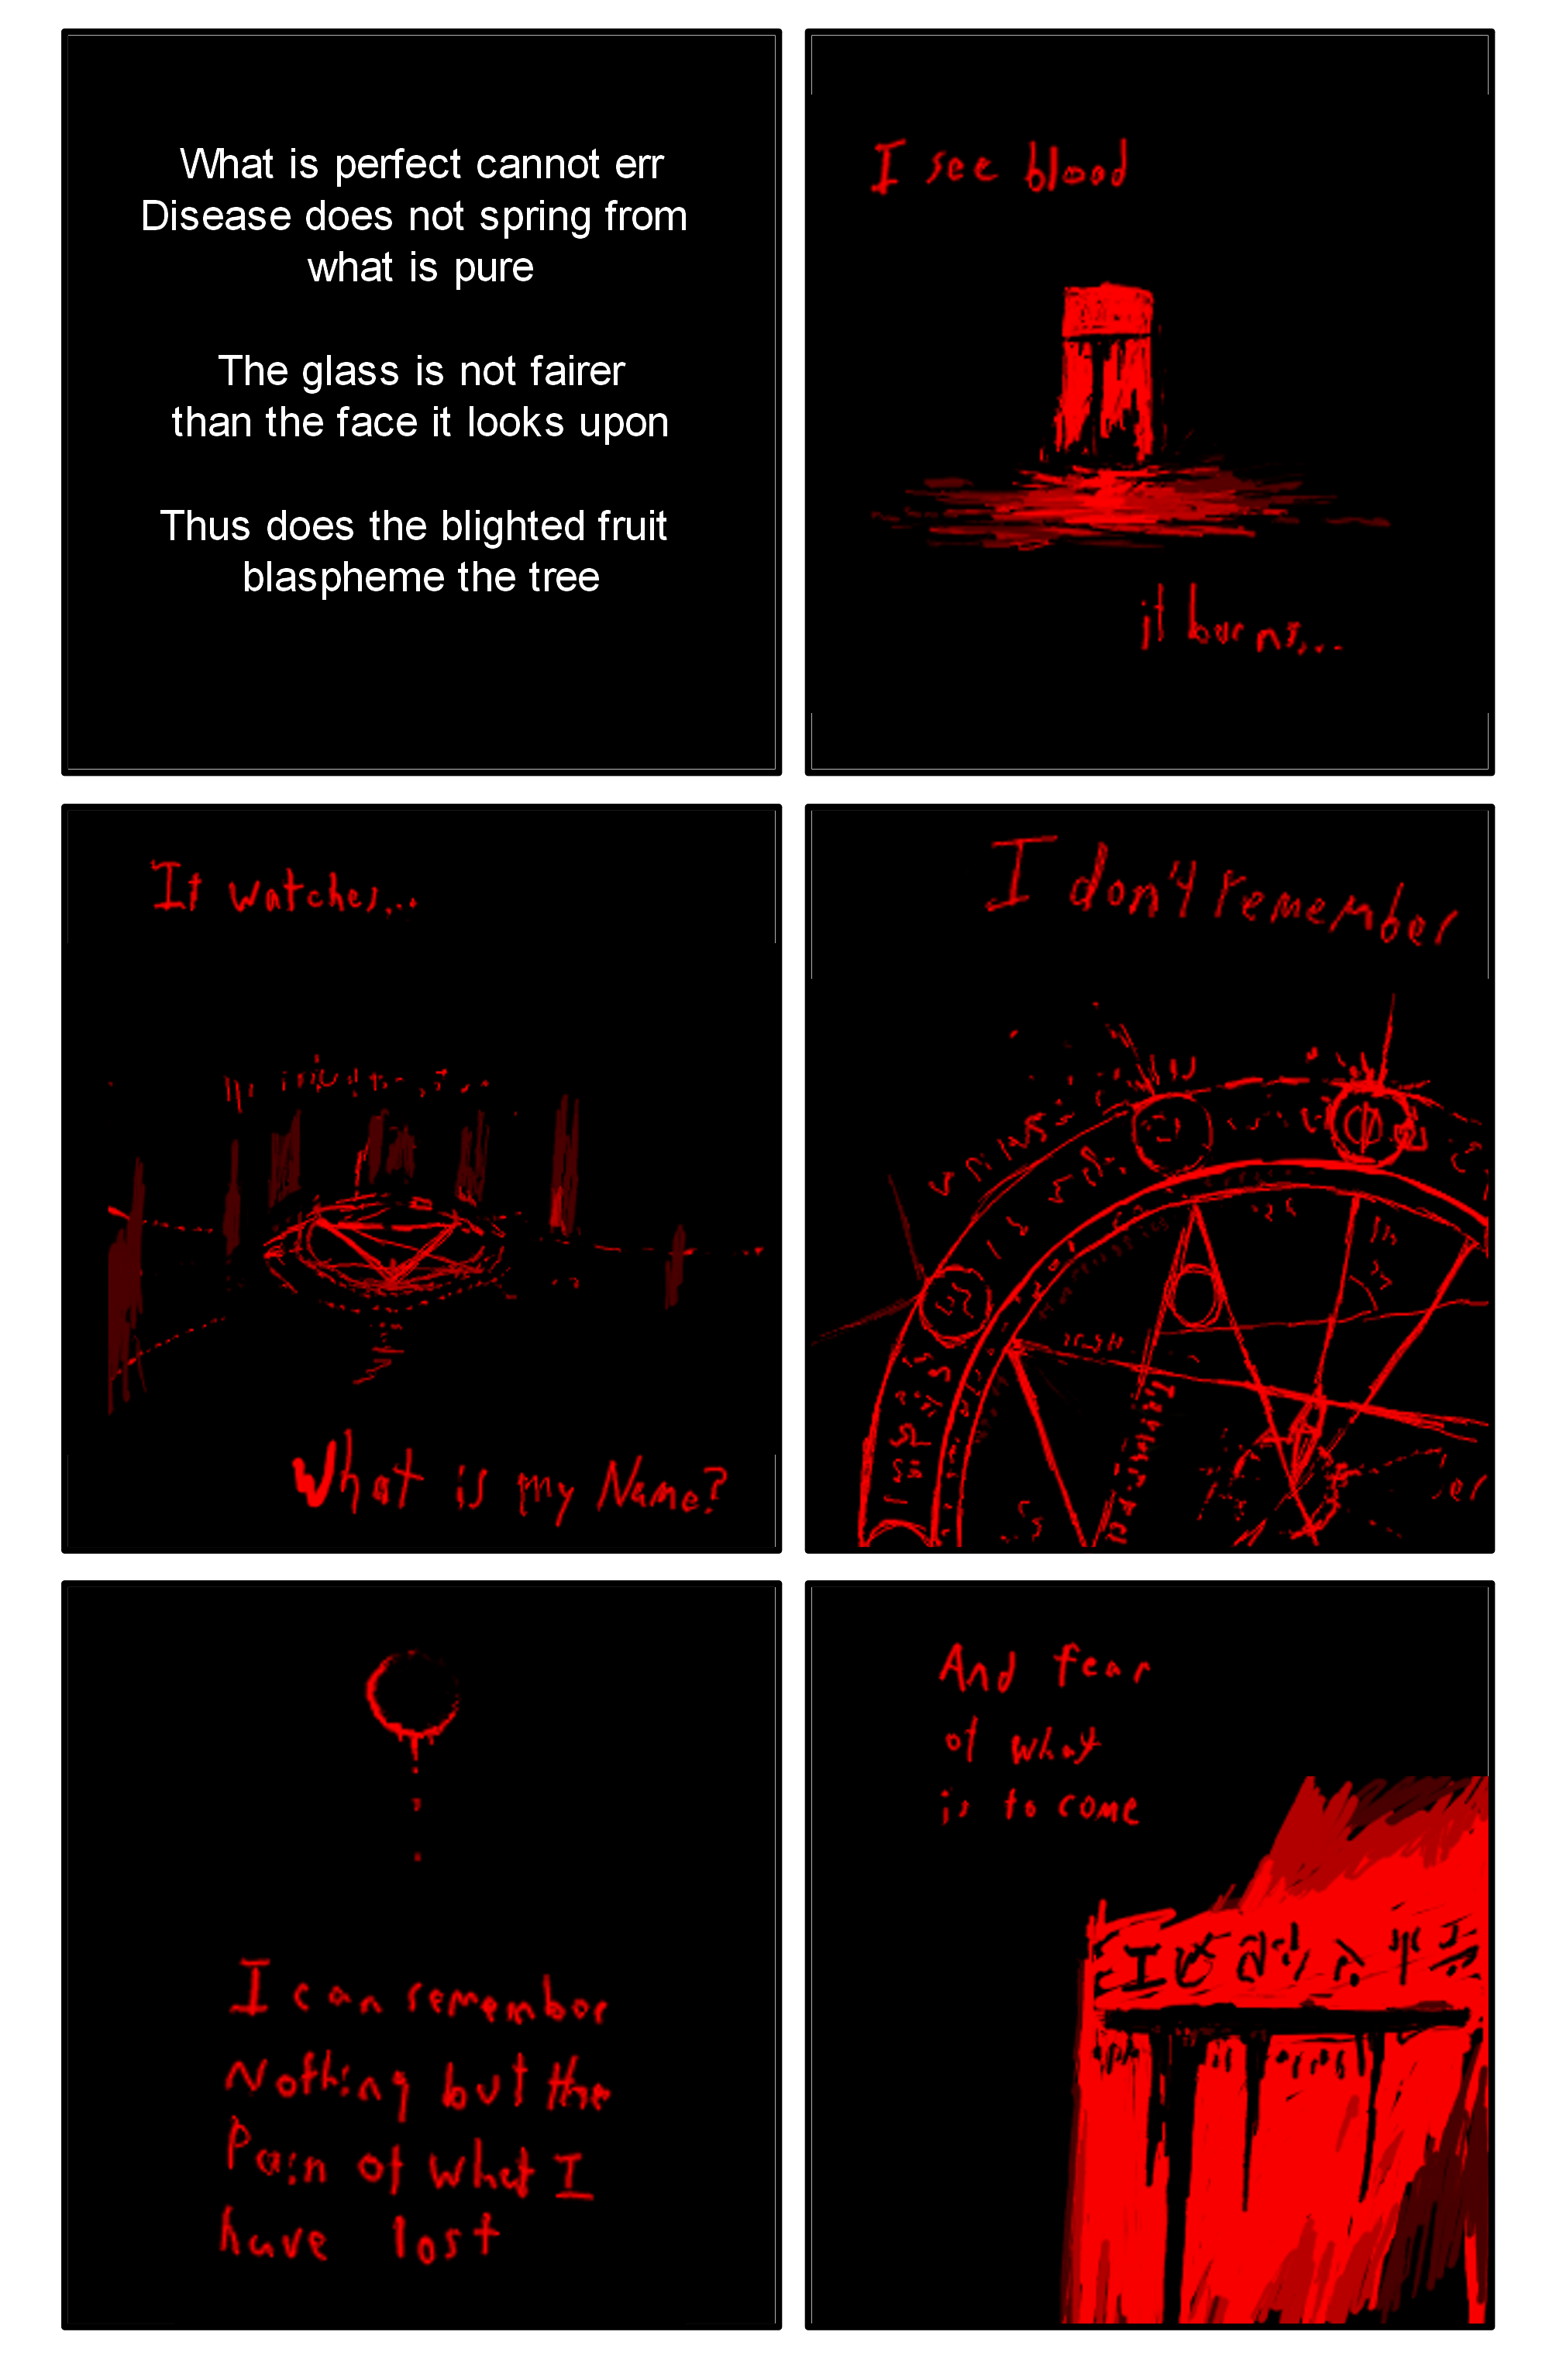 What is perfect cannot err
Disease does not spring from
what is pure
The glass is not fairer
than the face it looks upon
Thus does the blighted fruit
blaspheme the tree
I see blood
it burns...
It watches...
What is my Name?
I don't remember
I can remember
Nothing but the
Pain of what I
have lost
And fear
of what
is to come